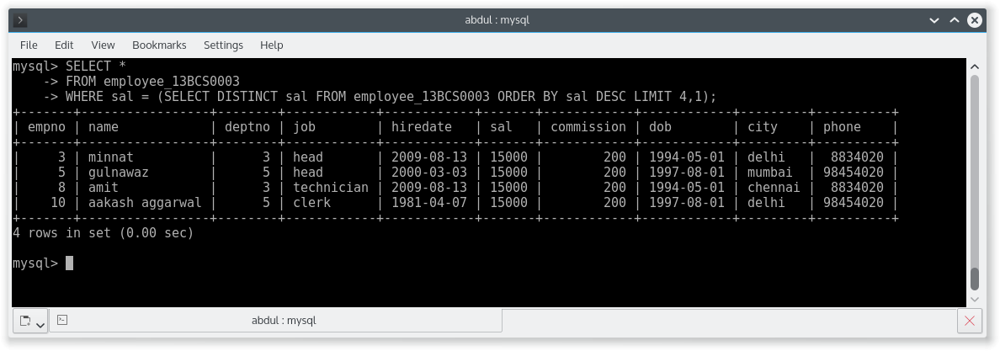 abdul : mysql
File Edit View Bookmarks Settings Help
mysql> SELECT *
    -> FROM employee_13BCS0003
    -> WHERE sal = (SELECT DISTINCT sal FROM employee_13BCS0003 ORDER BY sal DESC LIMIT 4,1);
+-------+----------------+--------+------------+------------+-------+------------+------------+---------+----------+
| empno | name           | deptno | job        | hiredate   | sal   | commission | dob        | city    | phone    |
+-------+----------------+--------+------------+------------+-------+------------+------------+---------+----------+
|     3 | minnat         |      3 | head       | 2009-08-13 | 15000 |        200 | 1994-05-01 | delhi   |  8834020 |
|     5 | gulnawaz       |      5 | head       | 2000-03-03 | 15000 |        200 | 1997-08-01 | mumbai  | 98454020 |
|     8 | amit           |      3 | technician | 2009-08-13 | 15000 |        200 | 1994-05-01 | chennai |  8834020 |
|    10 | aakash aggarwal |      5 | clerk      | 1981-04-07 | 15000 |        200 | 1997-08-01 | delhi   | 98454020 |
+-------+----------------+--------+------------+------------+-------+------------+------------+---------+----------+
4 rows in set (0.00 sec)
mysql>
abdul : mysql